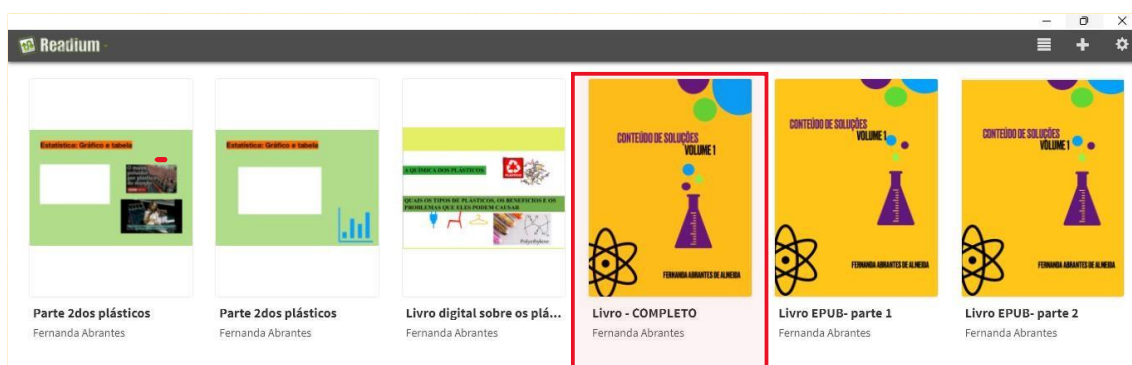 Readium
Estatística: Gráfico e tabela
Estatística: Gráfico e tabela
A QUÍMICA DOS PLÁSTICOS
QUAIS OS TIPOS DE PLÁSTICOS, OS BENEFICIOS E OS
PROBLEMAS QUE ELES PODEM CAUSAR
Polyethylene
CONTEÚDO DE SOLUÇÕES
VOLUME 1
FERNANDA ABRANTES DE ALMEIDA
CONTEÚDO DE SOLUÇÕES
VOLUME 1
FERNANDA ABRANTES DE ALMEIDA
CONTEÚDO DE SOLUÇÕES
VOLUME 1
FERNANDA ABRANTES DE ALMEIDA
Parte 2dos plásticos
Parte 2dos plásticos
Livro digital sobre os plá...
Livro - COMPLETO
Livro EPUB- parte 1
Livro EPUB- parte 2
Fernanda Abrantes
Fernanda Abrantes
Fernanda Abrantes
Fernanda Abrantes
Fernanda Abrantes
Fernanda Abrantes